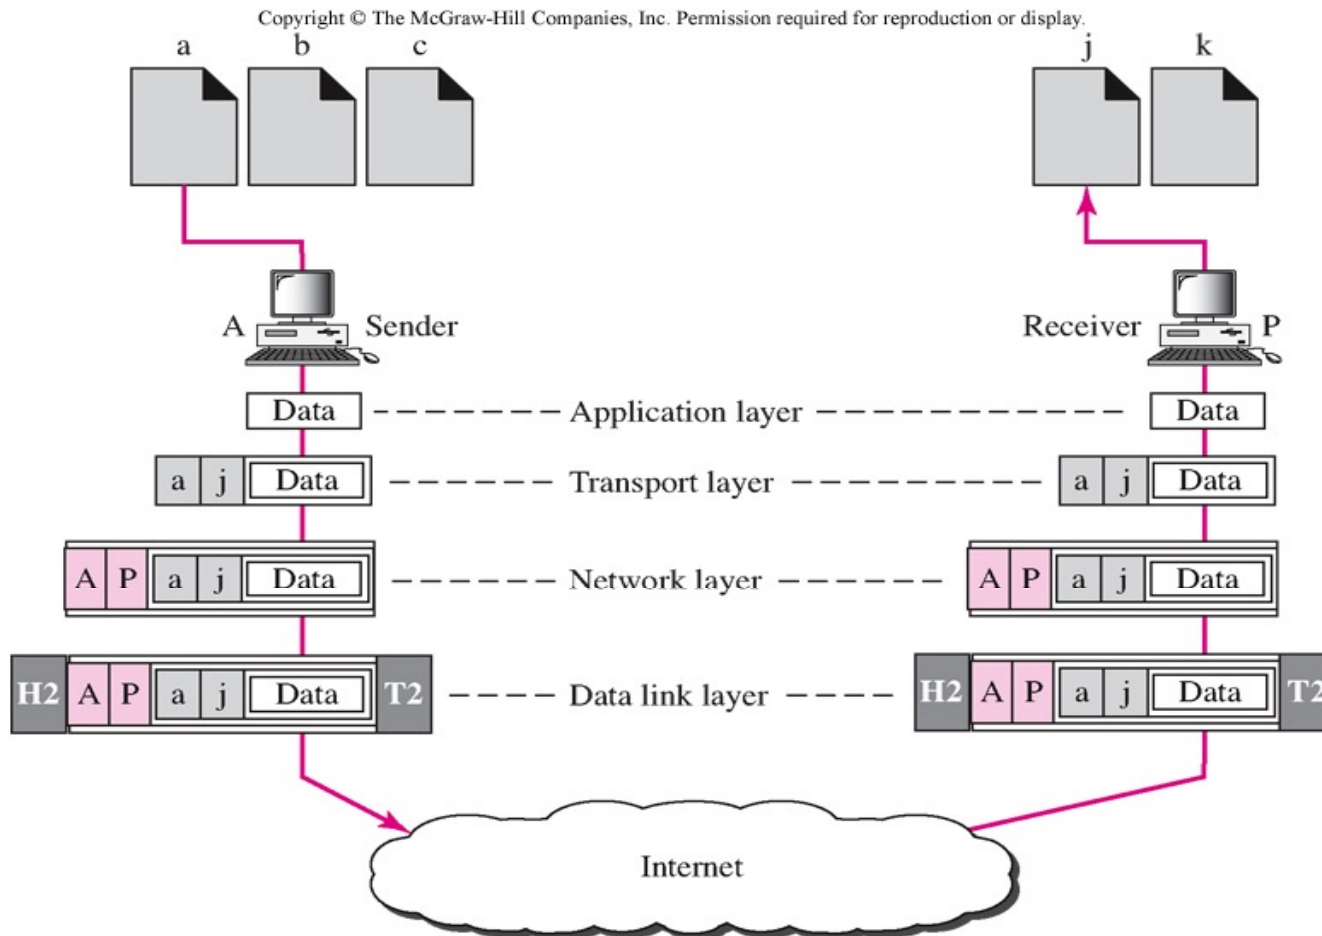 Copyright © The McGraw-Hill Companies, Inc. Permission required for reproduction or display.
a b c j k
A Sender Receiver P
Data Application layer Data
a j Data Transport layer a j Data
A P a j Data Network layer A P a j Data
H2 A P a j Data T2 Data link layer H2 A P a j Data T2
Internet